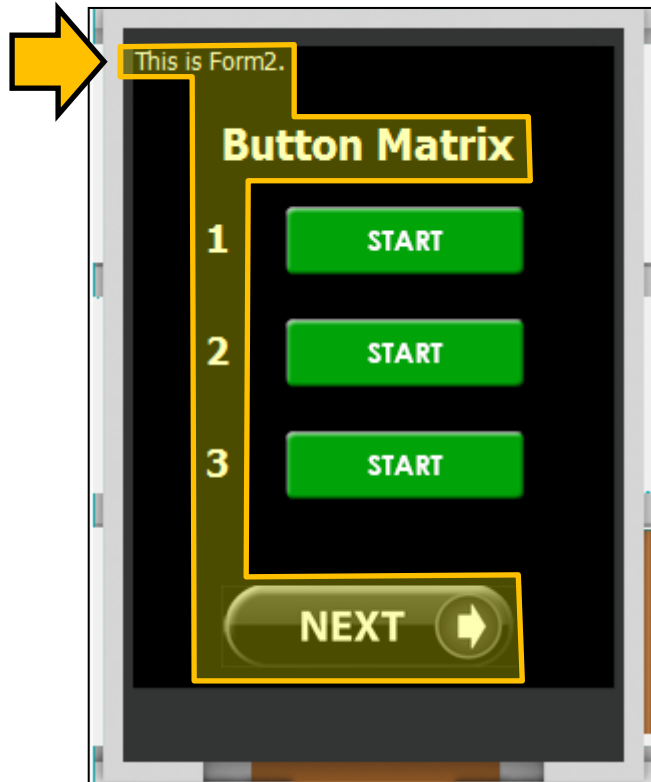 This is Form2.
Button Matrix
1 START
2 START
3 START
NEXT